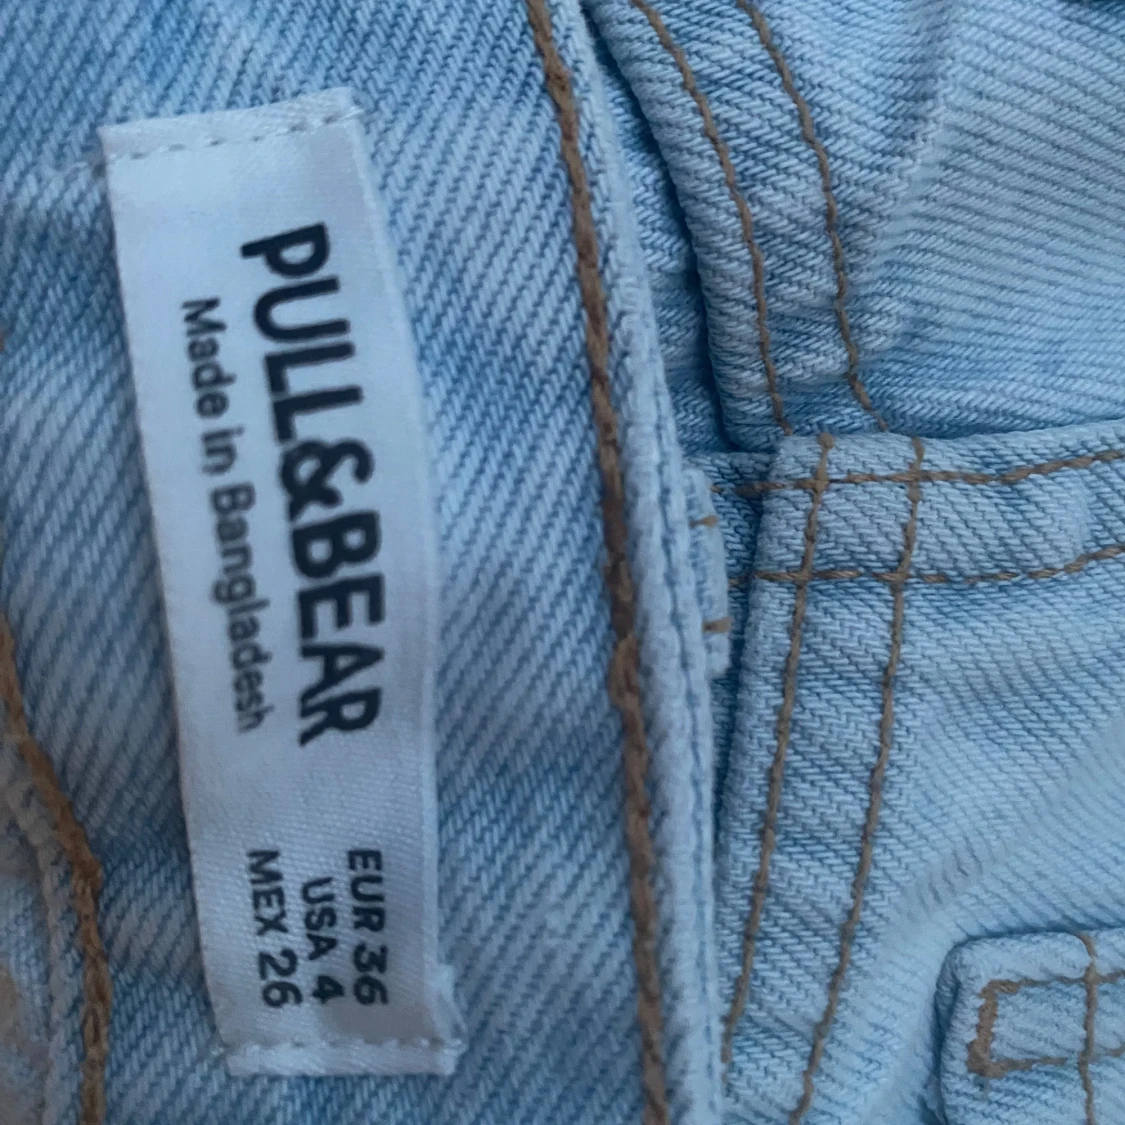 PULL&BEAR
Made in Bangladesh
EUR 36
USA 4
MEX 26